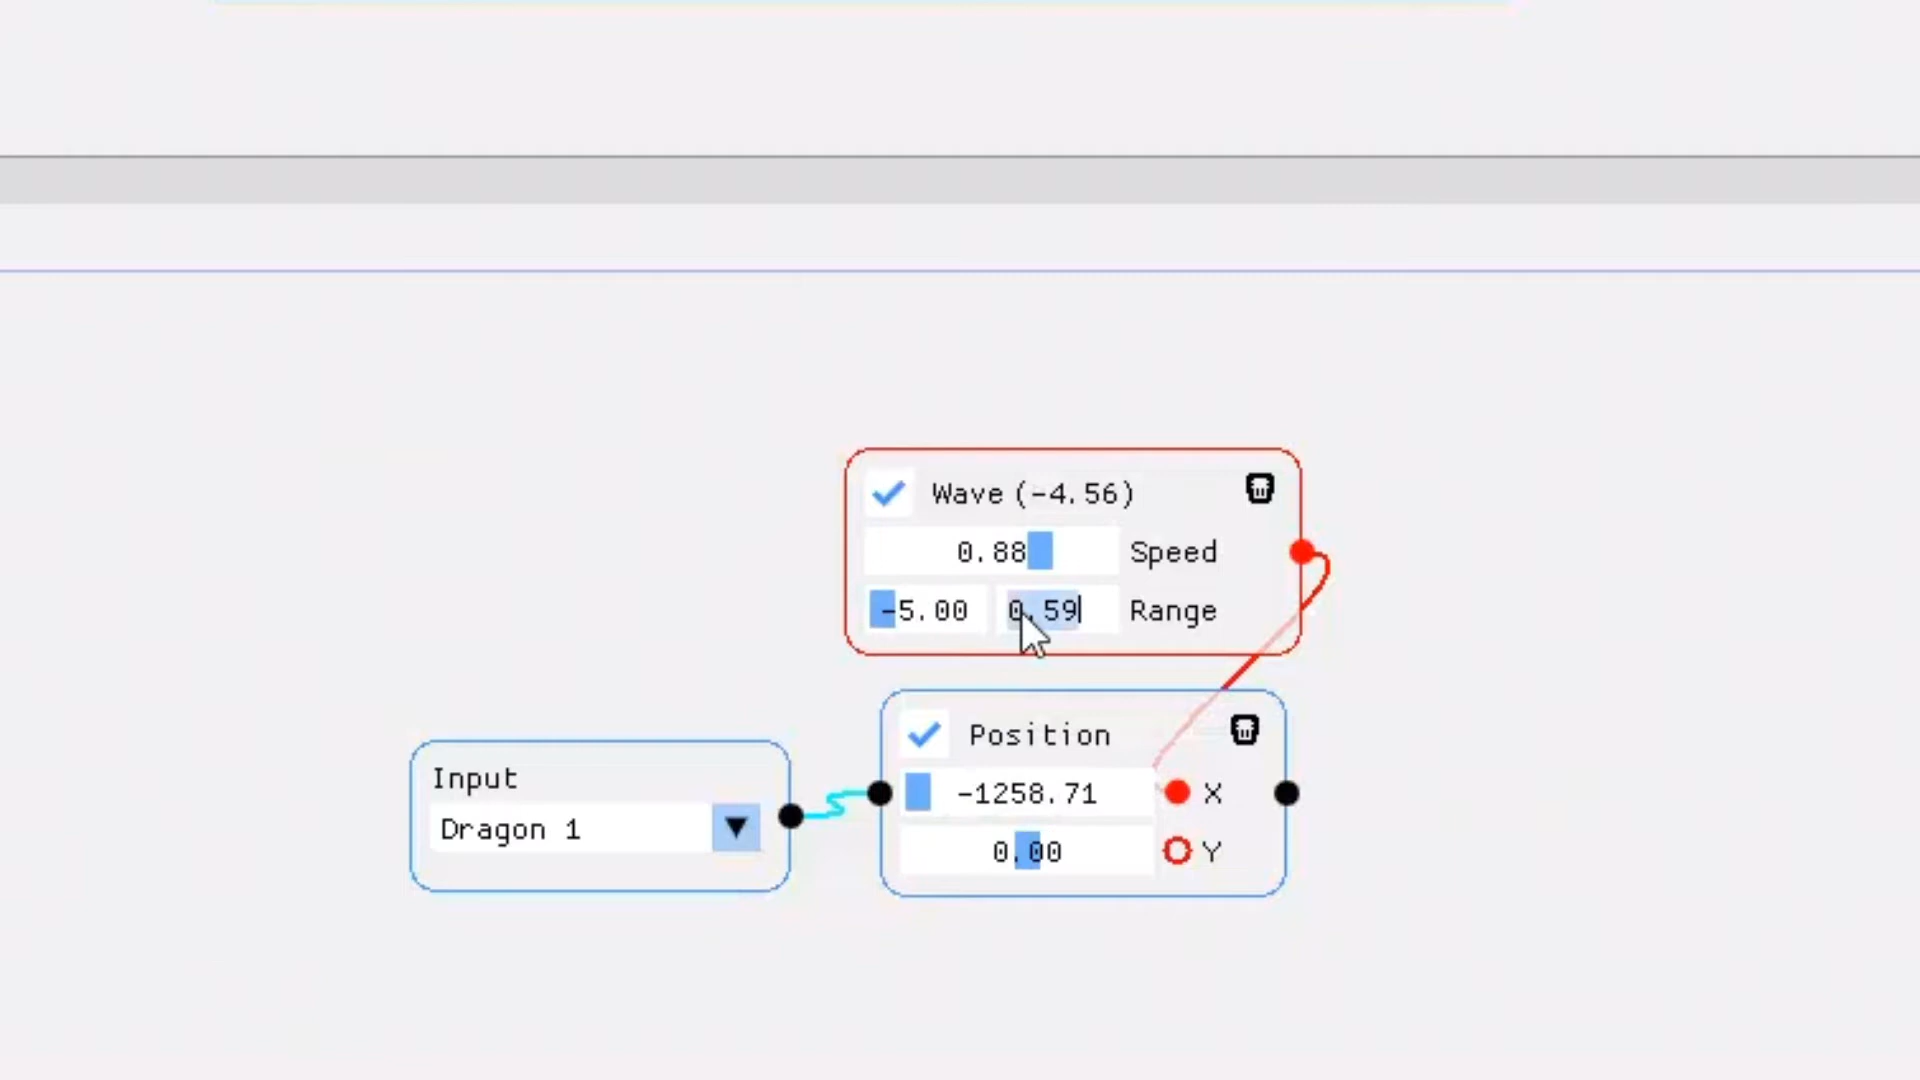 Wave (-4.56)
0.88 Speed
-5.00 0.59 Range
Position
-1258.71 X
0.00 Y
Input
Dragon 1